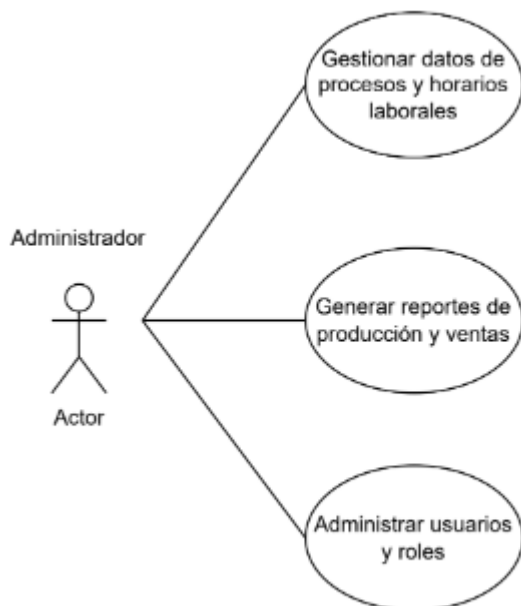 Gestionar datos de
procesos y horarios
laborales
Administrador
Generar reportes de
producción y ventas
Actor
Administrar usuarios
y roles